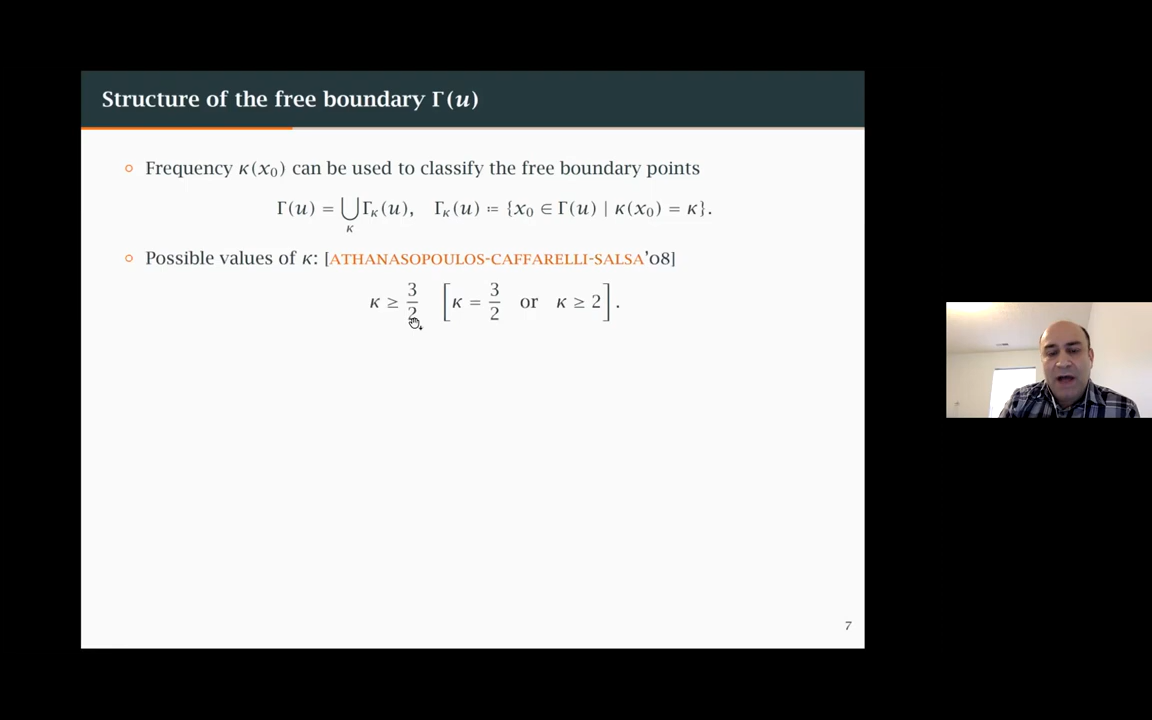 Structure of the free boundary Γ(u)
Frequency κ(x₀) can be used to classify the free boundary points
Γ(u) = ⋃_κ Γ_κ(u),   Γ_κ(u) ≔ {x₀ ∈ Γ(u) | κ(x₀) = κ}.
Possible values of κ: [ATHANASOPOULOS-CAFFARELLI-SALSA'08]
κ ≥ 3/2   [κ = 3/2   or   κ ≥ 2].
7